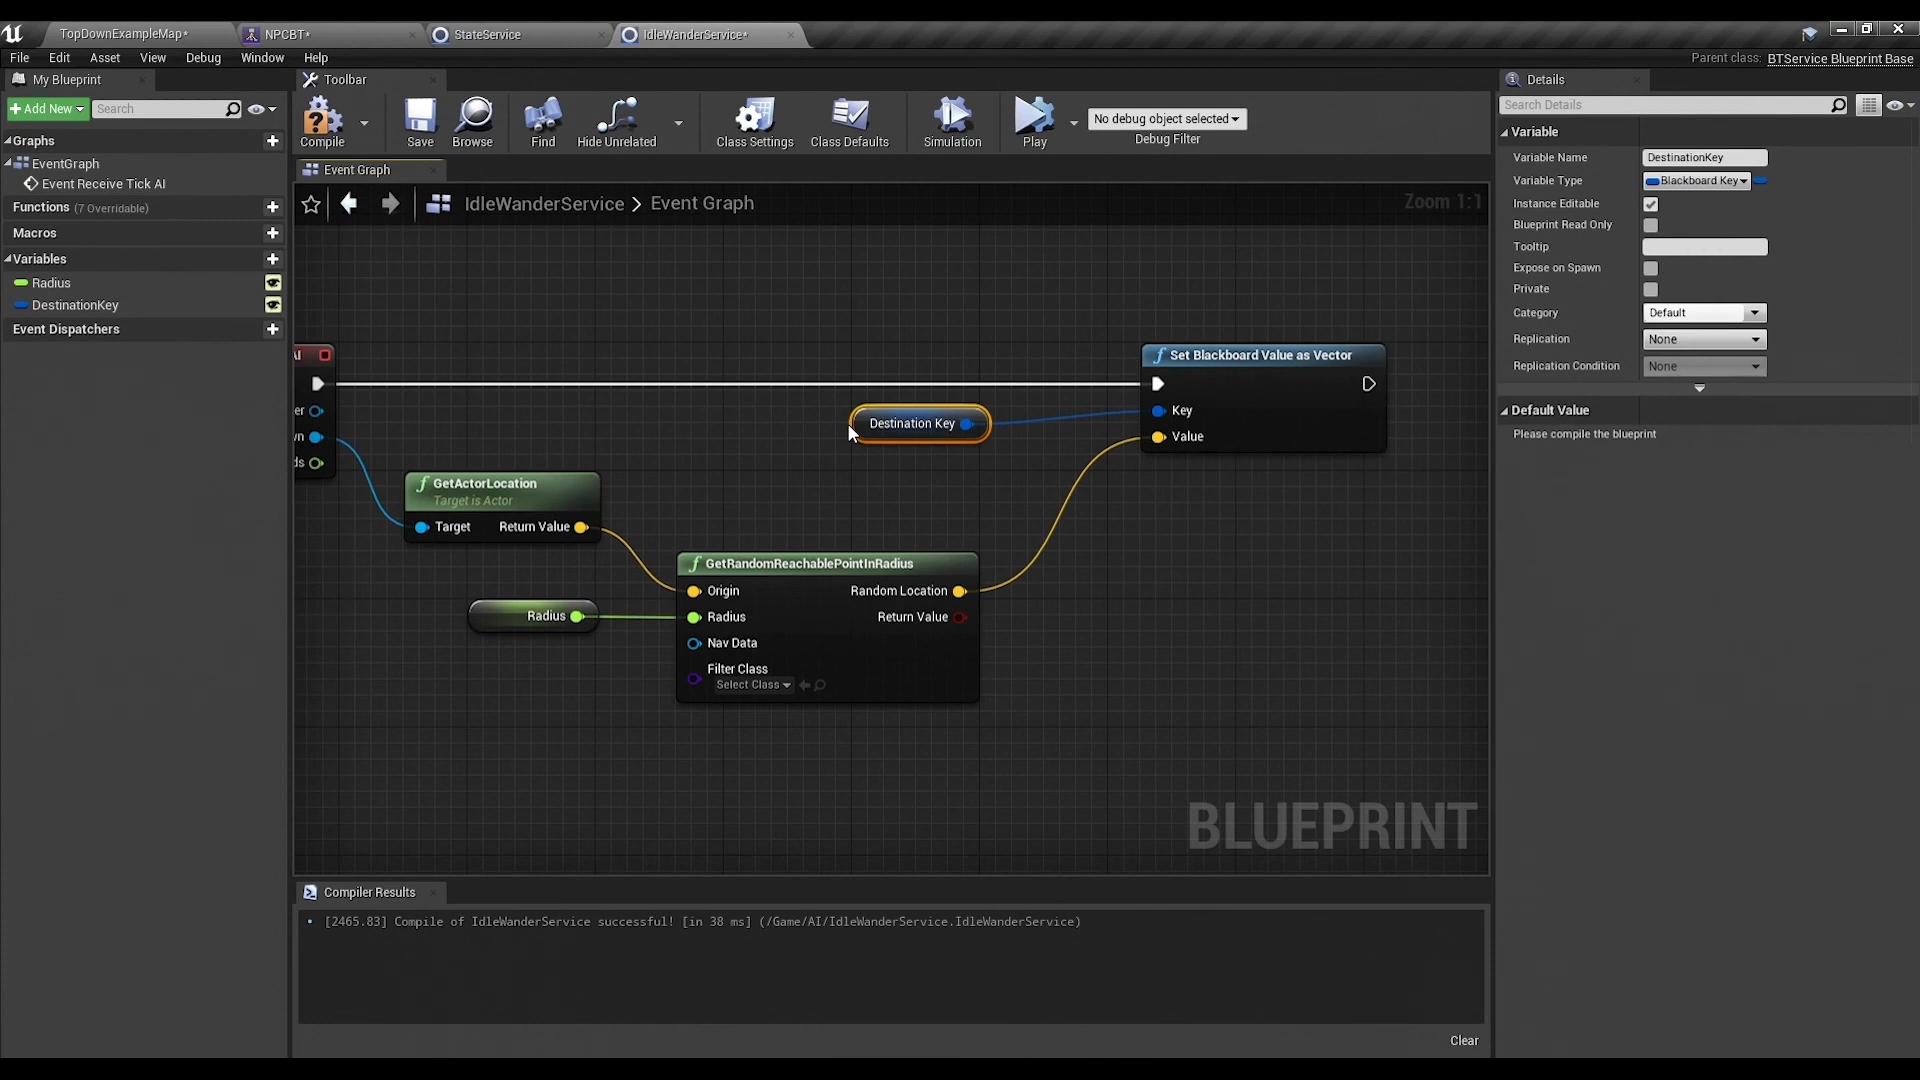 TopDownExampleMap*
NPCBT*
StateService
IdleWanderService*
File Edit Asset View Debug Window Help
Parent class: BTService Blueprint Base
My Blueprint
Toolbar
Details
Add New
Search
Compile
Save
Browse
Find
Hide Unrelated
Class Settings
Class Defaults
Simulation
Play
No debug object selected
Debug Filter
Search Details
Graphs
EventGraph
Event Receive Tick AI
Functions (7 Overridable)
Macros
Variables
Radius
DestinationKey
Event Dispatchers
Event Graph
IdleWanderService > Event Graph
Zoom 1:1
AI
er
wn
ds
GetActorLocation
Target is Actor
Target Return Value
Radius
Destination Key
GetRandomReachablePointInRadius
Origin Random Location
Radius Return Value
Nav Data
Filter Class
Select Class
Set Blackboard Value as Vector
Key
Value
BLUEPRINT
Compiler Results
[2465.83] Compile of IdleWanderService successful! [in 38 ms] (/Game/AI/IdleWanderService.IdleWanderService)
Clear
Variable
Variable Name DestinationKey
Variable Type Blackboard Key
Instance Editable
Blueprint Read Only
Tooltip
Expose on Spawn
Private
Category Default
Replication None
Replication Condition None
Default Value
Please compile the blueprint